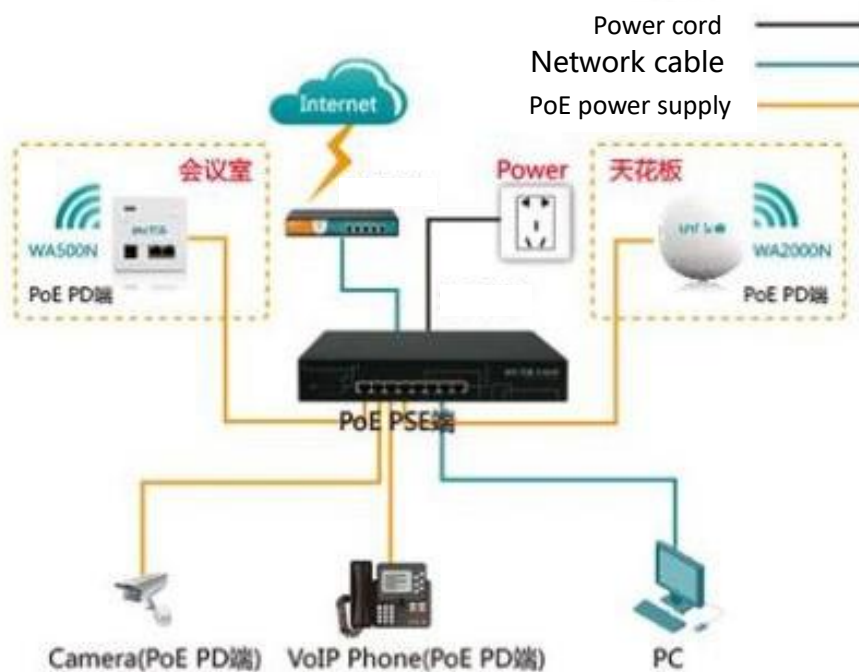 Power cord
Network cable
PoE power supply
Internet
会议室
Power
天花板
WA500N
WA2000N
PoE PD端
PoE PD端
PoE PSE端
Camera(PoE PD端)
VoIP Phone(PoE PD端)
PC